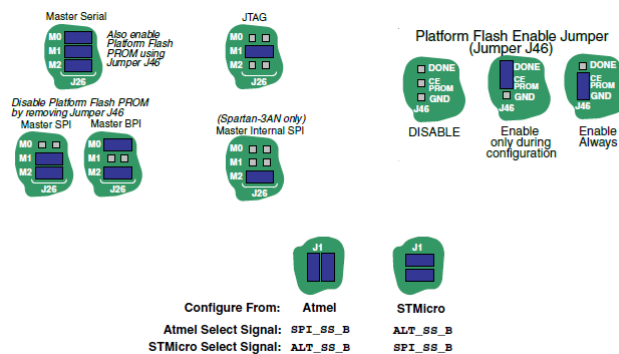 Master Serial
M0
M1
M2
J26
Also enable
Platform Flash
PROM using
Jumper J46
JTAG
M0
M1
M2
J26
Platform Flash Enable Jumper
(Jumper J46)
DONE
CE
PROM
GND
J46
DISABLE
DONE
CE
PROM
GND
J46
Enable
only during
configuration
DONE
CE
PROM
GND
J46
Enable
Always
Disable Platform Flash PROM
by removing Jumper J46
Master SPI
M0
M1
M2
J26
Master BPI
M0
M1
M2
J26
(Spartan-3AN only)
Master Internal SPI
M0
M1
M2
J26
J1
J1
Configure From: Atmel STMicro
Atmel Select Signal: SPI_SS_B ALT_SS_B
STMicro Select Signal: ALT_SS_B SPI_SS_B